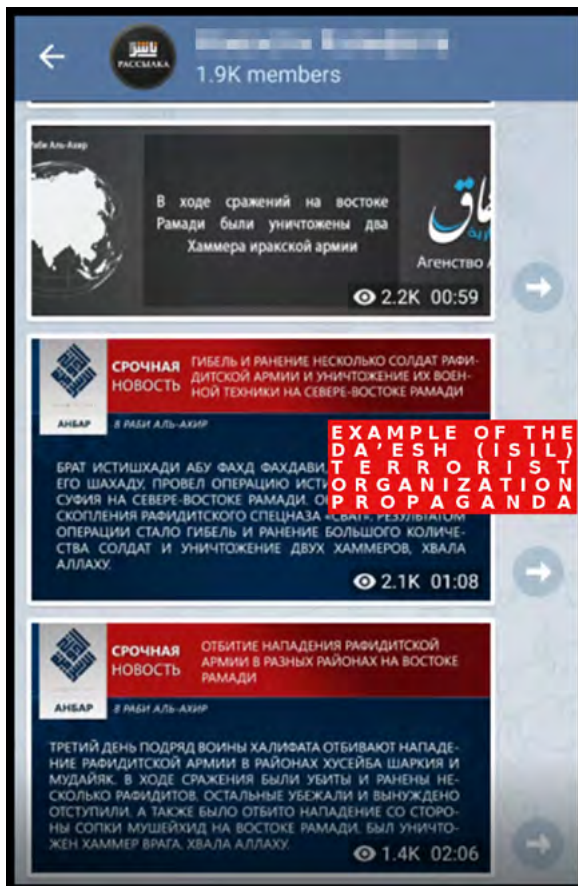 РАССЫЛКА
1.9K members
Раби Аль-Ахир
В ходе сражений на востоке
Рамади были уничтожены два
Хаммера иракской армии
Агентство
2.2K 00:59
СРОЧНАЯ
НОВОСТЬ
ГИБЕЛЬ И РАНЕНИЕ НЕСКОЛЬКО СОЛДАТ РАФИ-
ДИТСКОЙ АРМИИ И УНИЧТОЖЕНИЕ ИХ ВОЕН-
НОЙ ТЕХНИКИ НА СЕВЕРЕ-ВОСТОКЕ РАМАДИ
АНБАР
8 РАБИ АЛЬ-АХИР
EXAMPLE OF THE
DA'ESH (ISIL)
TERRORIST
ORGANIZATION
PROPAGANDA
БРАТ ИСТИШХАДИ АБУ ФАХД ФАХДАВИ,
ЕГО ШАХАДУ, ПРОВЕЛ ОПЕРАЦИЮ
СУФИЯ НА СЕВЕРЕ-ВОСТОКЕ РАМАДИ.
СКОПЛЕНИЯ РАФИДИТСКОГО СПЕЦНАЗА «СВАТ». РЕЗУЛЬТАТОМ
ОПЕРАЦИИ СТАЛО ГИБЕЛЬ И РАНЕНИЕ БОЛЬШОГО КОЛИЧЕ-
СТВА СОЛДАТ И УНИЧТОЖЕНИЕ ДВУХ ХАММЕРОВ, ХВАЛА
АЛЛАХУ.
2.1K 01:08
СРОЧНАЯ
НОВОСТЬ
ОТБИТИЕ НАПАДЕНИЯ РАФИДИТСКОЙ
АРМИИ В РАЗНЫХ РАЙОНАХ НА ВОСТОКЕ
РАМАДИ
АНБАР
8 РАБИ АЛЬ-АХИР
ТРЕТИЙ ДЕНЬ ПОДРЯД ВОИНЫ ХАЛИФАТА ОТБИВАЮТ НАПАДЕ-
НИЕ РАФИДИТСКОЙ АРМИИ В РАЙОНАХ ХУСЕЙБА ШАРКИЯ И
МУДАЙЯК. В ХОДЕ СРАЖЕНИЯ БЫЛИ УБИТЫ И РАНЕНЫ НЕ-
СКОЛЬКО РАФИДИТОВ, ОСТАЛЬНЫЕ УБЕЖАЛИ И ВЫНУЖДЕНО
ОТСТУПИЛИ. А ТАКЖЕ БЫЛО ОТБИТО НАПАДЕНИЕ СО СТОРО-
НЫ СОПКИ МУШЕЙХИД НА ВОСТОКЕ РАМАДИ. БЫЛ УНИЧТО-
ЖЕН ХАММЕР ВРАГА. ХВАЛА АЛЛАХУ.
1.4K 02:06